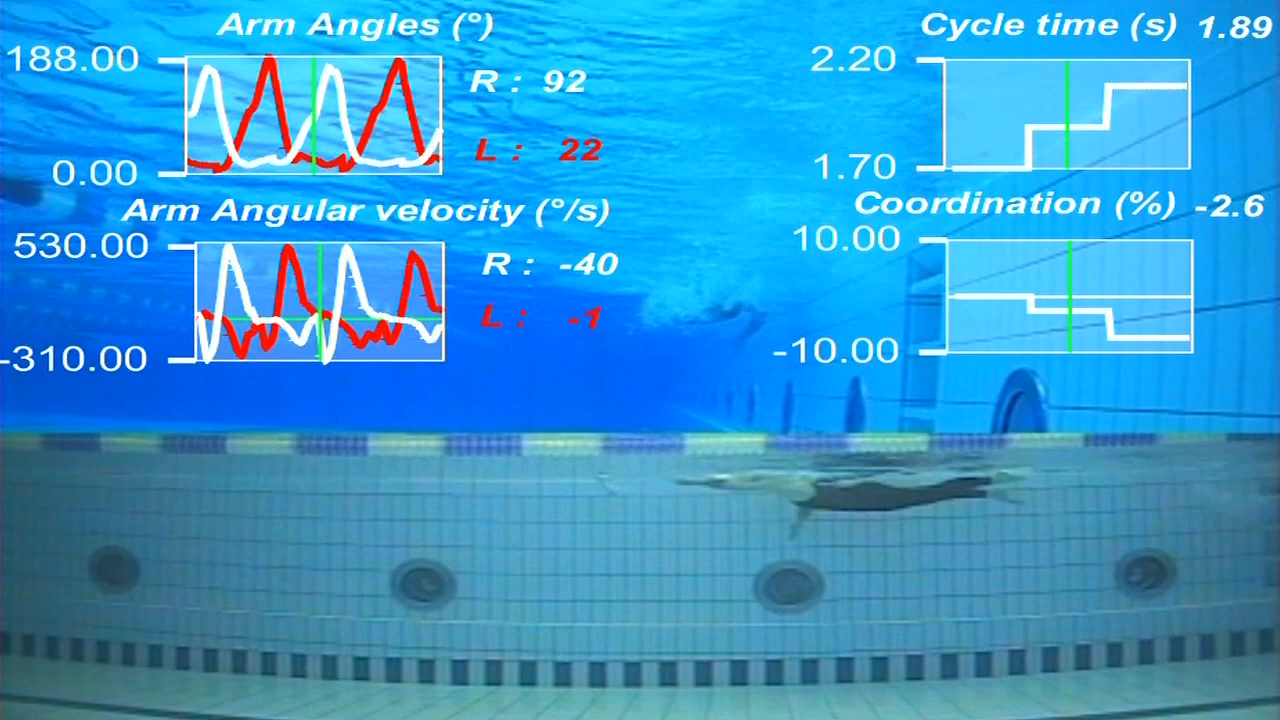 Arm Angles (°)
188.00
0.00
R : 92
L : 22
Arm Angular velocity (°/s)
530.00
-310.00
R : -40
L : -1
Cycle time (s) 1.89
2.20
1.70
Coordination (%) -2.6
10.00
-10.00